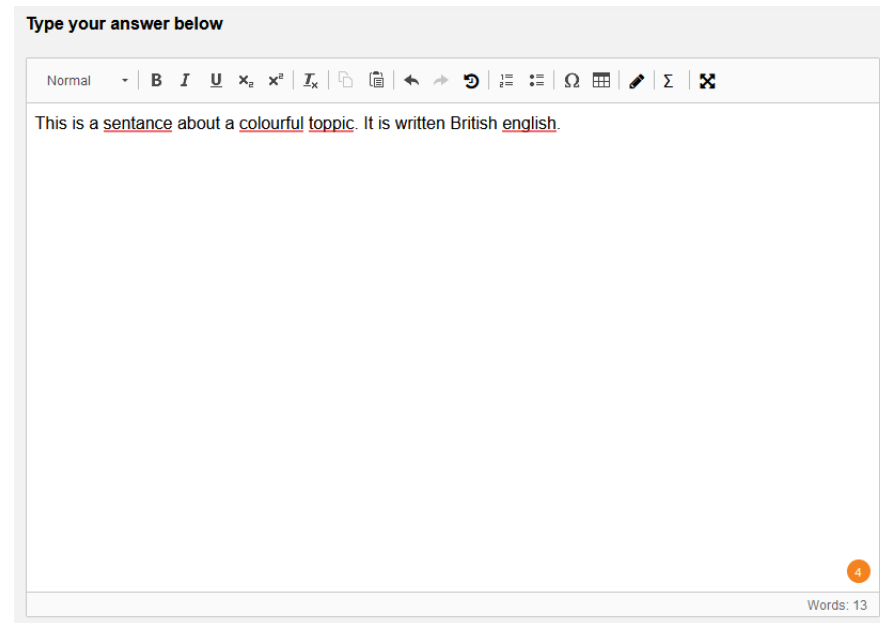 Type your answer below
Normal B I U x₂ x² Tx Ω Σ
This is a sentance about a colourful toppic. It is written British english.
4
Words: 13